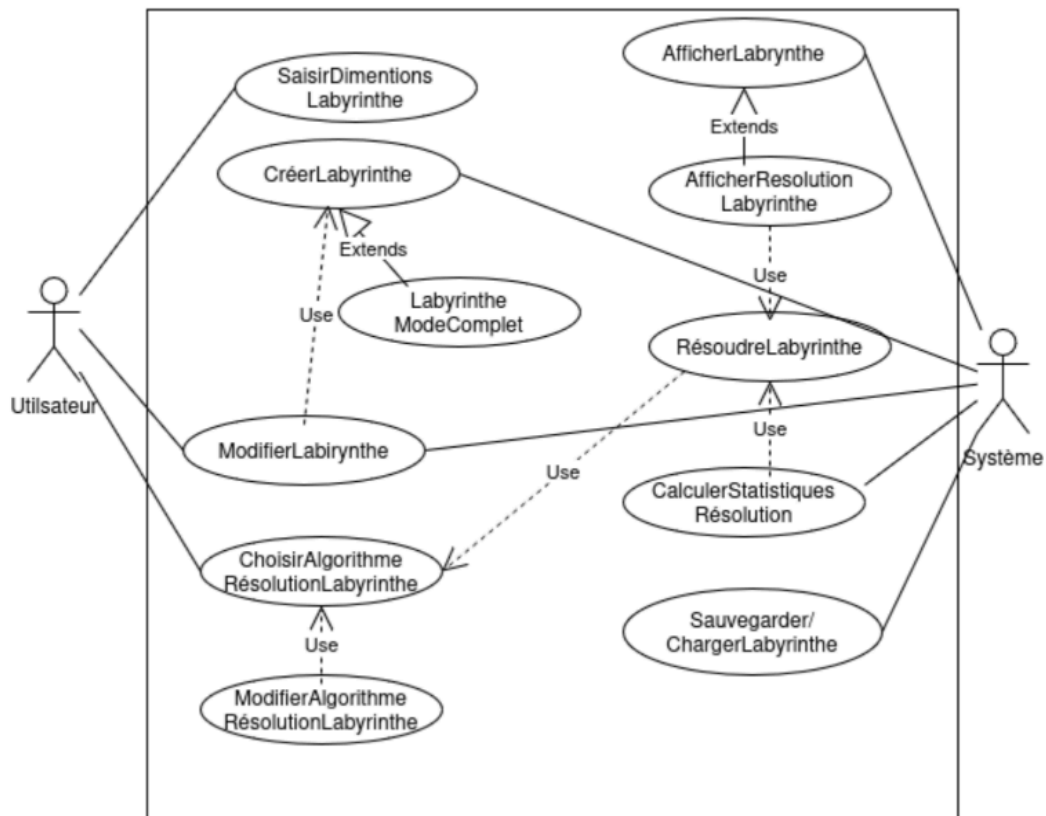 SaisirDimentions
Labyrinthe
AfficherLabrynthe
Extends
CréerLabyrinthe
AfficherResolution
Labyrinthe
Extends
Use
Labyrinthe
ModeComplet
Use
RésoudreLabyrinthe
Utilsateur
Use
ModifierLabirynthe
Système
Use
CalculerStatistiques
Résolution
ChoisirAlgorithme
RésolutionLabyrinthe
Sauvegarder/
ChargerLabyrinthe
Use
ModifierAlgorithme
RésolutionLabyrinthe